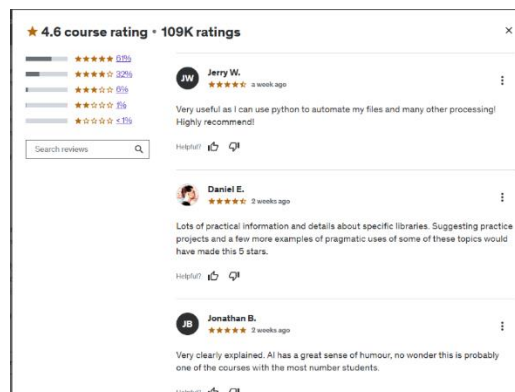 ★ 4.6 course rating • 109K ratings
61%
32%
6%
1%
<1%
Search reviews
JW
Jerry W.
a week ago
Very useful as I can use python to automate my files and many other processing!
Highly recommend!
Helpful?
Daniel E.
2 weeks ago
Lots of practical information and details about specific libraries. Suggesting practice
projects and a few more examples of pragmatic uses of some of these topics would
have made this 5 stars.
Helpful?
JB
Jonathan B.
2 weeks ago
Very clearly explained. Al has a great sense of humour, no wonder this is probably
one of the courses with the most number students.
Helpful?